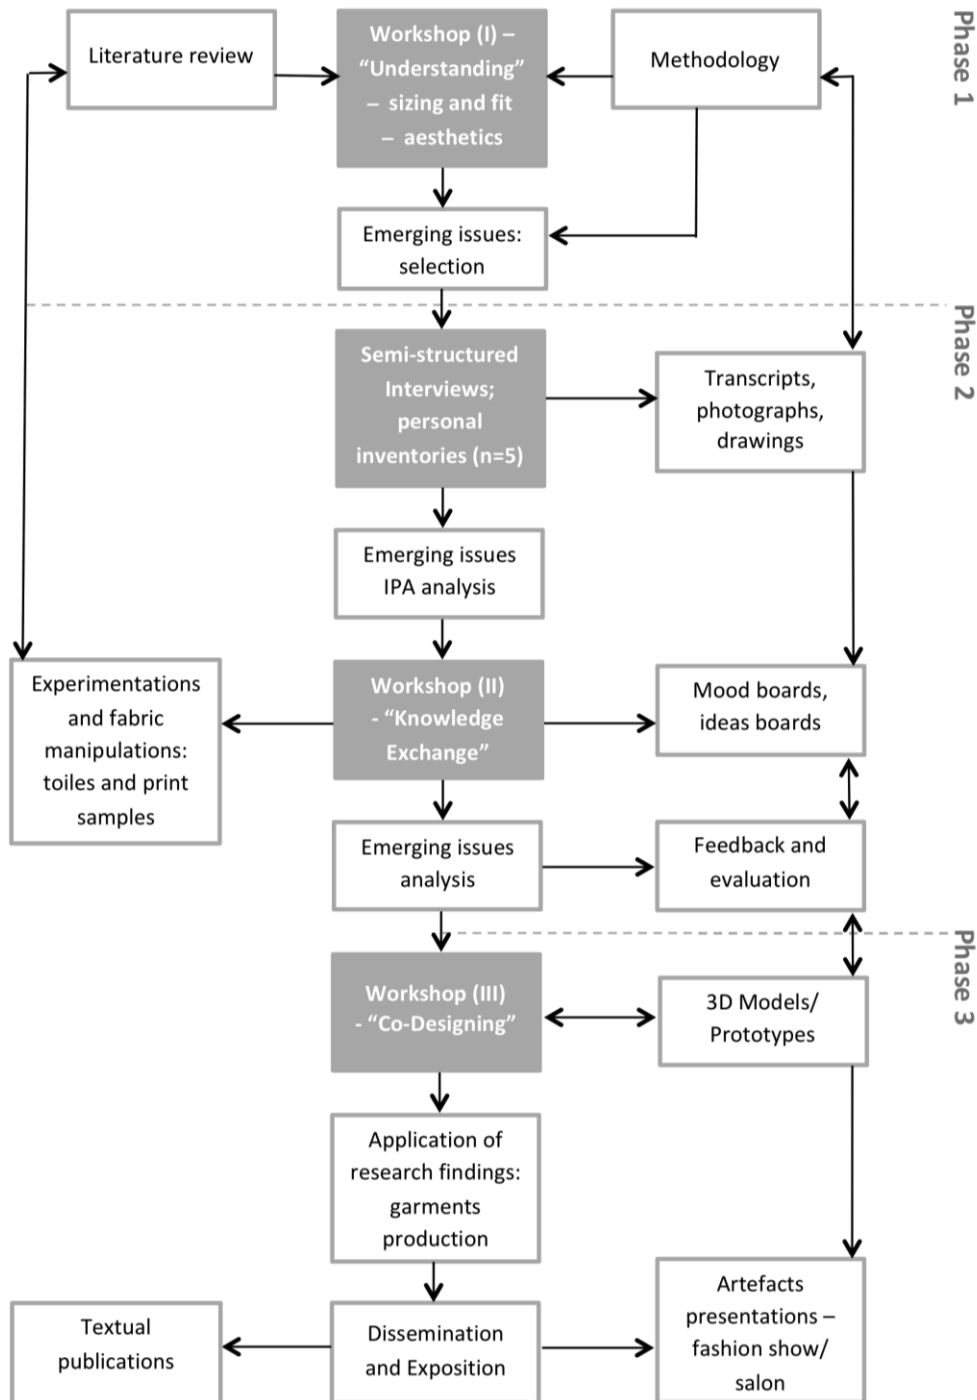 Phase 1
Literature review
Workshop (I) –
“Understanding”
– sizing and fit
– aesthetics
Methodology
Emerging issues:
selection
Phase 2
Semi-structured
Interviews;
personal
inventories (n=5)
Transcripts,
photographs,
drawings
Emerging issues
IPA analysis
Experimentations
and fabric
manipulations:
toiles and print
samples
Workshop (II)
- “Knowledge
Exchange”
Mood boards,
ideas boards
Emerging issues
analysis
Feedback and
evaluation
Phase 3
Workshop (III)
- “Co-Designing”
3D Models/
Prototypes
Application of
research findings:
garments
production
Textual
publications
Dissemination
and Exposition
Artefacts
presentations –
fashion show/
salon